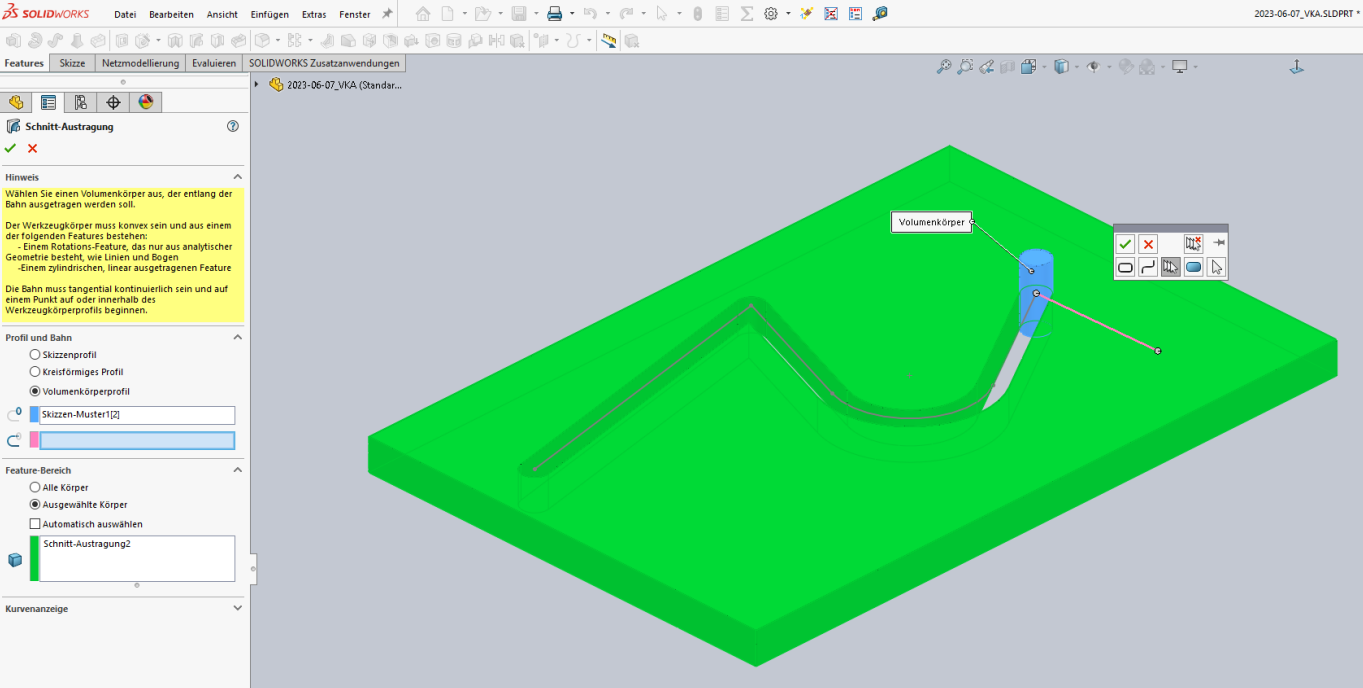 SOLIDWORKS
Datei Bearbeiten Ansicht Einfügen Extras Fenster
2023-06-07_VKA.SLDPRT *
Features Skizze Netzmodellierung Evaluieren SOLIDWORKS Zusatzanwendungen
2023-06-07_VKA (Standar...
Schnitt-Austragung
Hinweis
Wählen Sie einen Volumenkörper aus, der entlang der
Bahn ausgetragen werden soll.
Der Werkzeugkörper muss konvex sein und aus einem
der folgenden Features bestehen:
- Einem Rotations-Feature, das nur aus analytischer
Geometrie besteht, wie Linien und Bogen
-Einem zylindrischen, linear ausgetragenen Feature
Die Bahn muss tangential kontinuierlich sein und auf
einem Punkt auf oder innerhalb des
Werkzeugkörperprofils beginnen.
Profil und Bahn
Skizzenprofil
Kreisförmiges Profil
Volumenkörperprofil
Skizzen-Muster1[2]
Feature-Bereich
Alle Körper
Ausgewählte Körper
Automatisch auswählen
Schnitt-Austragung2
Kurvenanzeige
Volumenkörper